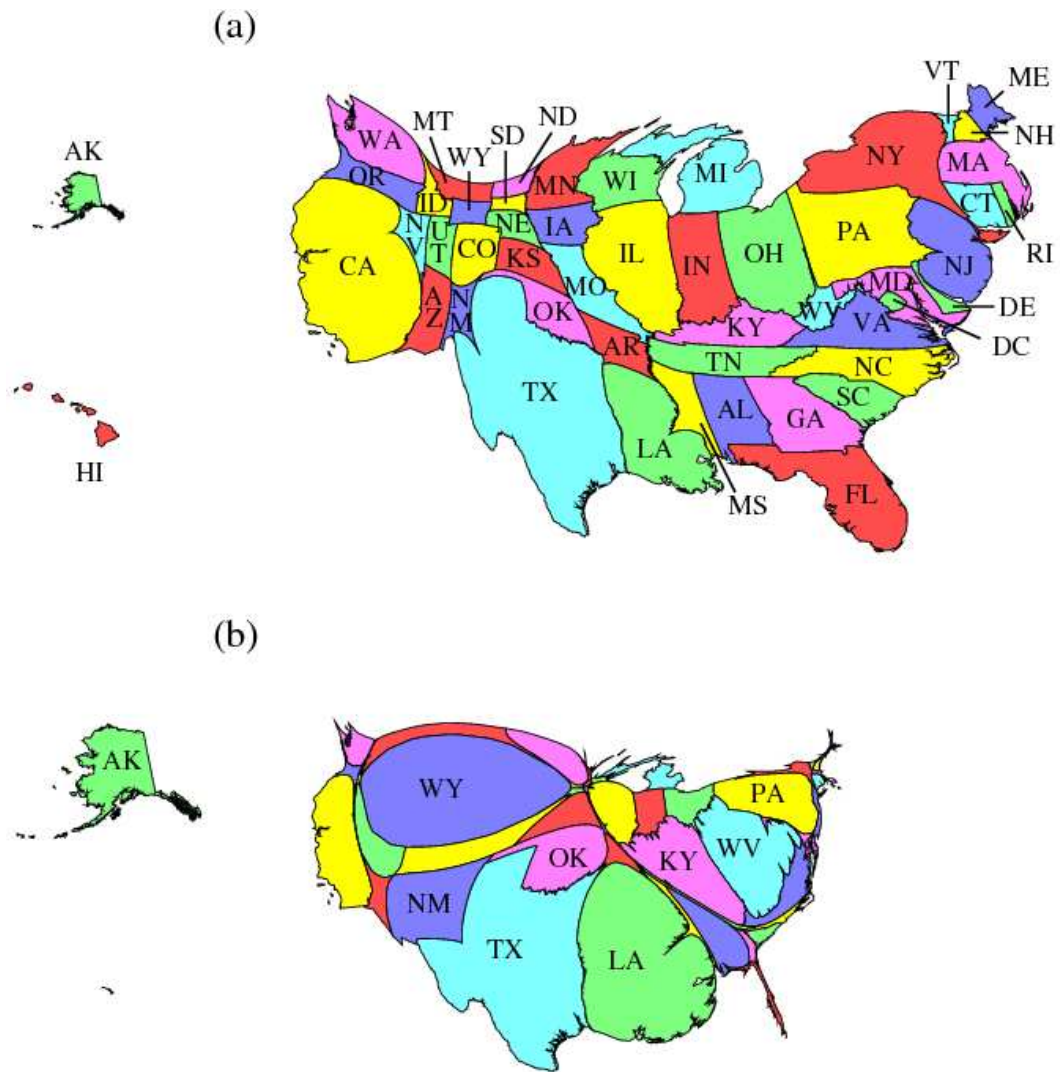 (a)
VT
ME
AK
WA
MT
WY
SD
ND
NH
OR
ID
MN
WI
MI
NY
MA
CT
RI
CA
N
V
U
T
CO
NE
IA
KS
IL
IN
OH
PA
NJ
A
Z
N
M
MO
OK
KY
WV
MD
VA
DE
DC
TX
AR
TN
NC
SC
LA
AL
GA
MS
FL
HI
(b)
AK
WY
PA
OK
KY
WV
NM
TX
LA